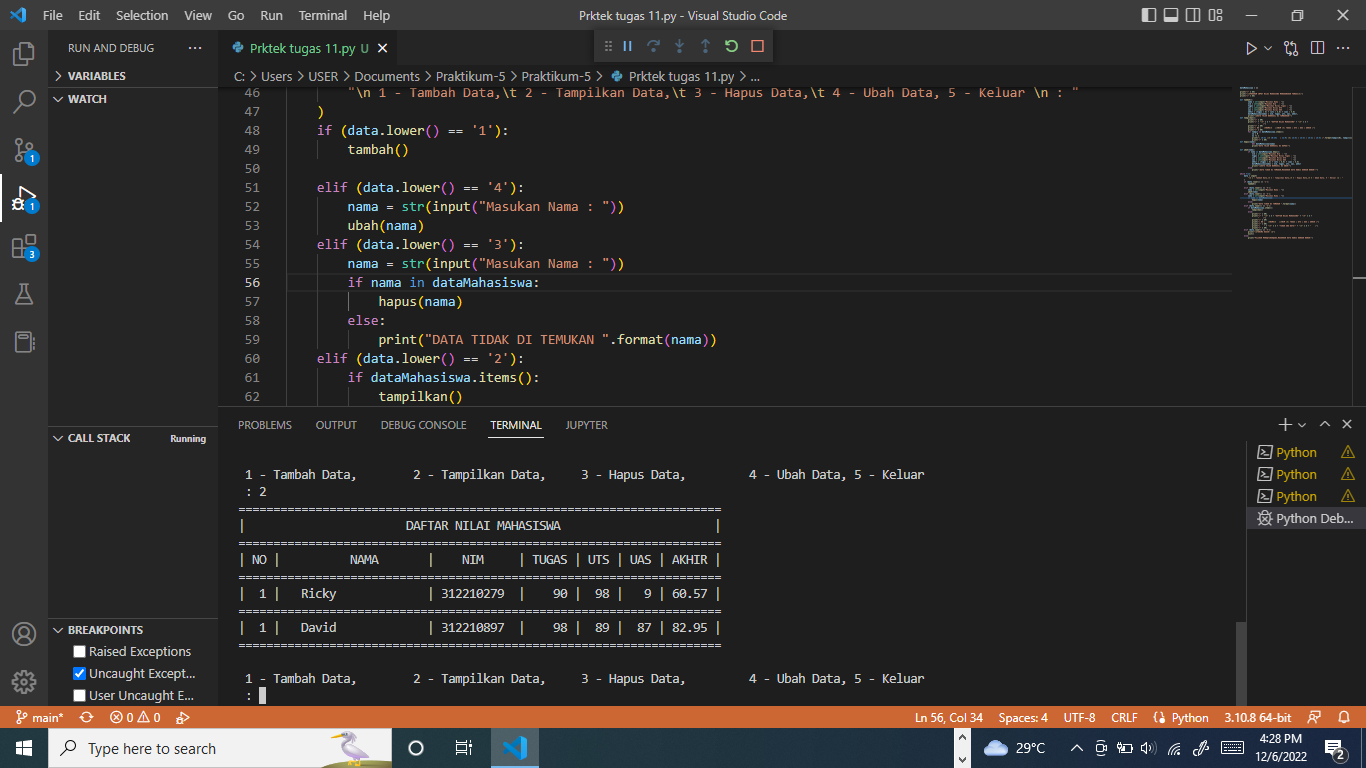 File Edit Selection View Go Run Terminal Help
Prktek tugas 11.py - Visual Studio Code
RUN AND DEBUG ...
VARIABLES
WATCH
CALL STACK Running
BREAKPOINTS
Raised Exceptions
Uncaught Except...
User Uncaught E...
1
1
3
Prktek tugas 11.py U
C: > Users > USER > Documents > Praktikum-5 > Praktikum-5 > Prktek tugas 11.py > ...
46 "\n 1 - Tambah Data,\t 2 - Tampilkan Data,\t 3 - Hapus Data,\t 4 - Ubah Data, 5 - Keluar \n : "
47 )
48 if (data.lower() == '1'):
49 tambah()
50
51 elif (data.lower() == '4'):
52 nama = str(input("Masukan Nama : "))
53 ubah(nama)
54 elif (data.lower() == '3'):
55 nama = str(input("Masukan Nama : "))
56 if nama in dataMahasiswa:
57 hapus(nama)
58 else:
59 print("DATA TIDAK DI TEMUKAN ".format(nama))
60 elif (data.lower() == '2'):
61 if dataMahasiswa.items():
62 tampilkan()
PROBLEMS OUTPUT DEBUG CONSOLE TERMINAL JUPYTER
1 - Tambah Data, 2 - Tampilkan Data, 3 - Hapus Data, 4 - Ubah Data, 5 - Keluar
: 2
=====================================================================
| DAFTAR NILAI MAHASISWA |
=====================================================================
| NO | NAMA | NIM | TUGAS | UTS | UAS | AKHIR |
=====================================================================
| 1 | Ricky | 312210279 | 90 | 98 | 9 | 60.57 |
=====================================================================
| 1 | David | 312210897 | 98 | 89 | 87 | 82.95 |
=====================================================================
1 - Tambah Data, 2 - Tampilkan Data, 3 - Hapus Data, 4 - Ubah Data, 5 - Keluar
:
Python
Python
Python
Python Deb...
main* 0 0 Ln 56, Col 34 Spaces: 4 UTF-8 CRLF Python 3.10.8 64-bit
Type here to search
29°C
4:28 PM
12/6/2022
2